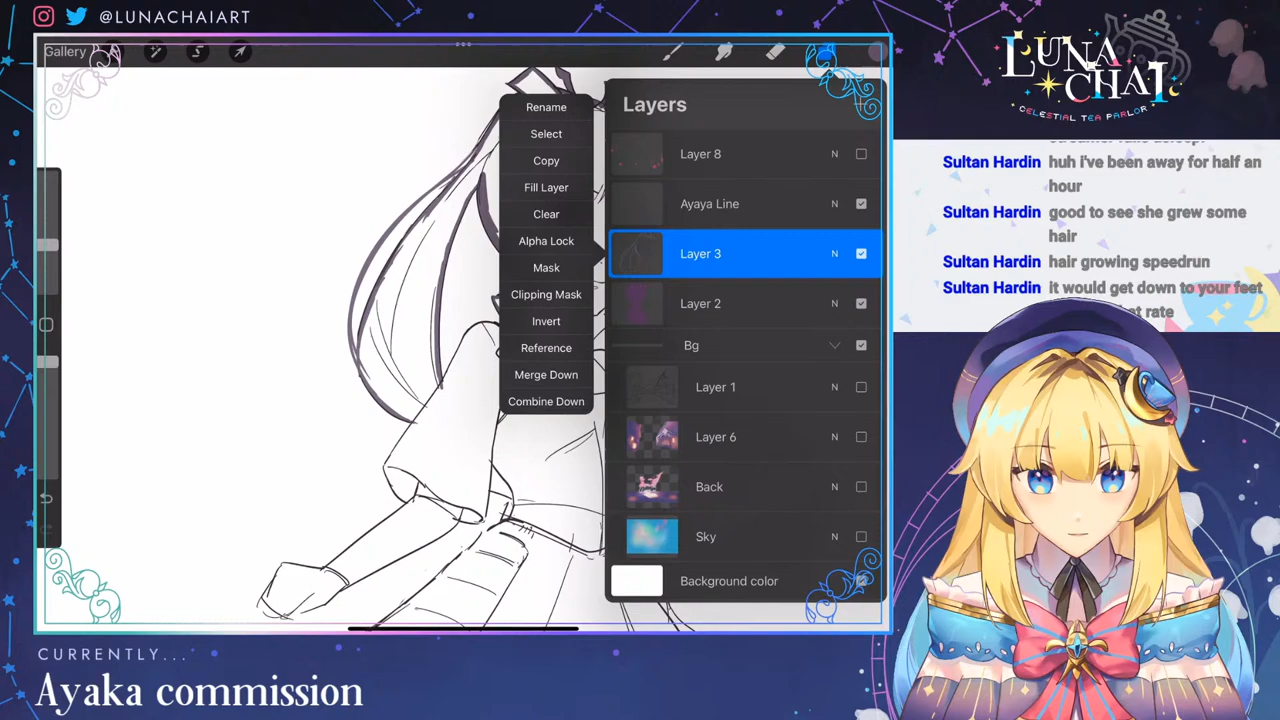 @LUNACHAIART
Gallery
Rename
Select
Copy
Fill Layer
Clear
Alpha Lock
Mask
Clipping Mask
Invert
Reference
Merge Down
Combine Down
Layers
Layer 8 N
Ayaya Line N
Layer 3 N
Layer 2 N
Bg
Layer 1 N
Layer 6 N
Back N
Sky N
Background color
LUNA
CHAI
CELESTIAL TEA PARLOR
Sultan Hardin huh i've been away for half an
hour
Sultan Hardin good to see she grew some
hair
Sultan Hardin hair growing speedrun
Sultan Hardin it would get down to your feet
rate
CURRENTLY...
Ayaka commission